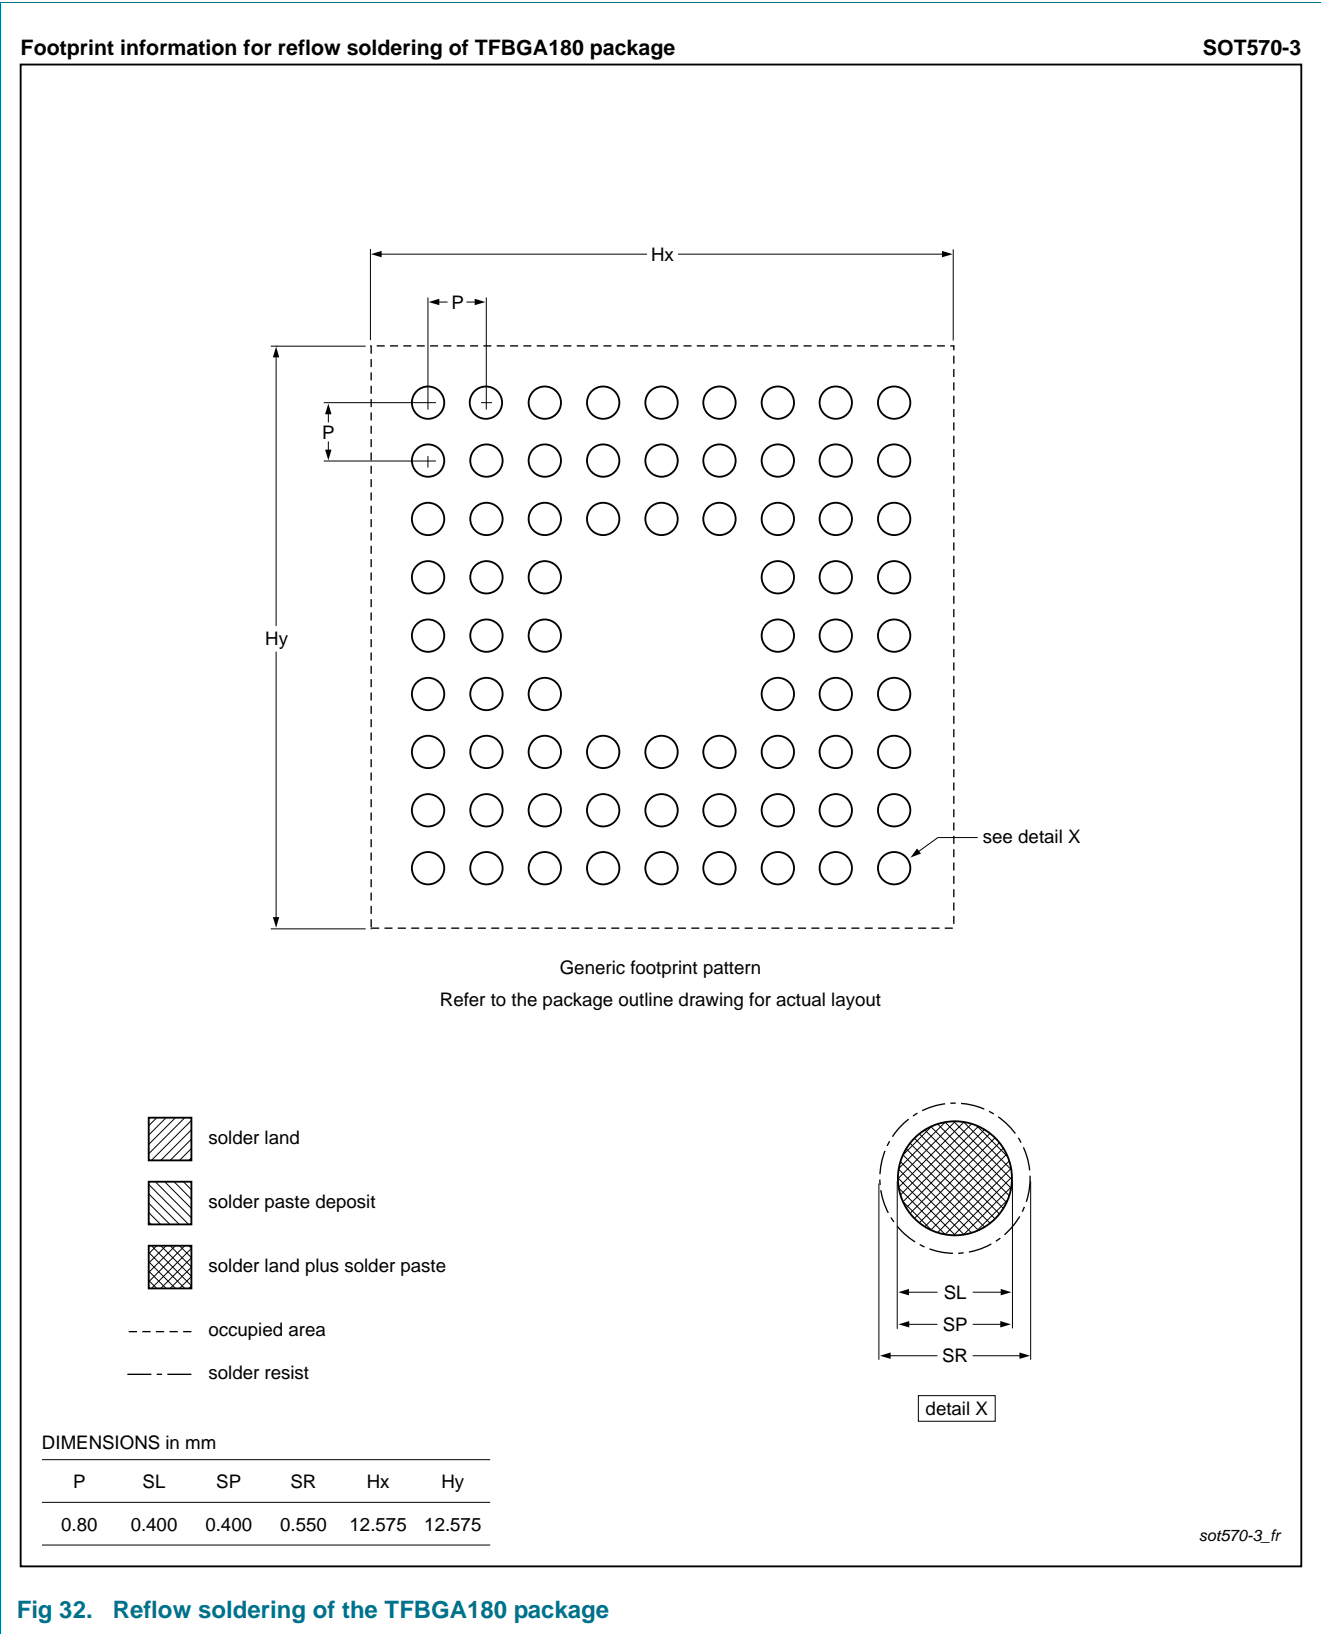 Footprint information for reflow soldering of TFBGA180 package SOT570-3
Hx
P
P
Hy
see detail X
Generic footprint pattern
Refer to the package outline drawing for actual layout
solder land
solder paste deposit
solder land plus solder paste
occupied area
solder resist
SL
SP
SR
detail X
DIMENSIONS in mm
P SL SP SR Hx Hy
0.80 0.400 0.400 0.550 12.575 12.575
sot570-3_fr
Fig 32. Reflow soldering of the TFBGA180 package